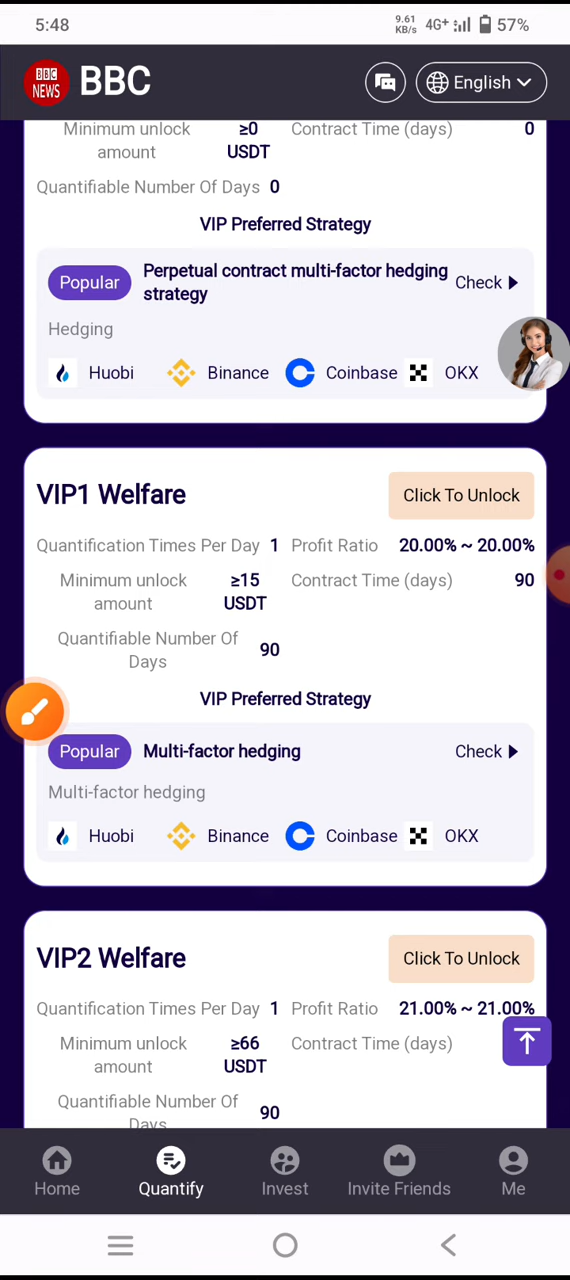 5:48 9.61 KB/s 4G+ 57%
BBC NEWS BBC English
Minimum unlock amount ≥0 USDT Contract Time (days) 0
Quantifiable Number Of Days 0
VIP Preferred Strategy
Popular Perpetual contract multi-factor hedging strategy Check
Hedging
Huobi Binance Coinbase OKX
VIP1 Welfare Click To Unlock
Quantification Times Per Day 1 Profit Ratio 20.00% ~ 20.00%
Minimum unlock amount ≥15 USDT Contract Time (days) 90
Quantifiable Number Of Days 90
VIP Preferred Strategy
Popular Multi-factor hedging Check
Multi-factor hedging
Huobi Binance Coinbase OKX
VIP2 Welfare Click To Unlock
Quantification Times Per Day 1 Profit Ratio 21.00% ~ 21.00%
Minimum unlock amount ≥66 USDT Contract Time (days)
Quantifiable Number Of Days 90
Home Quantify Invest Invite Friends Me